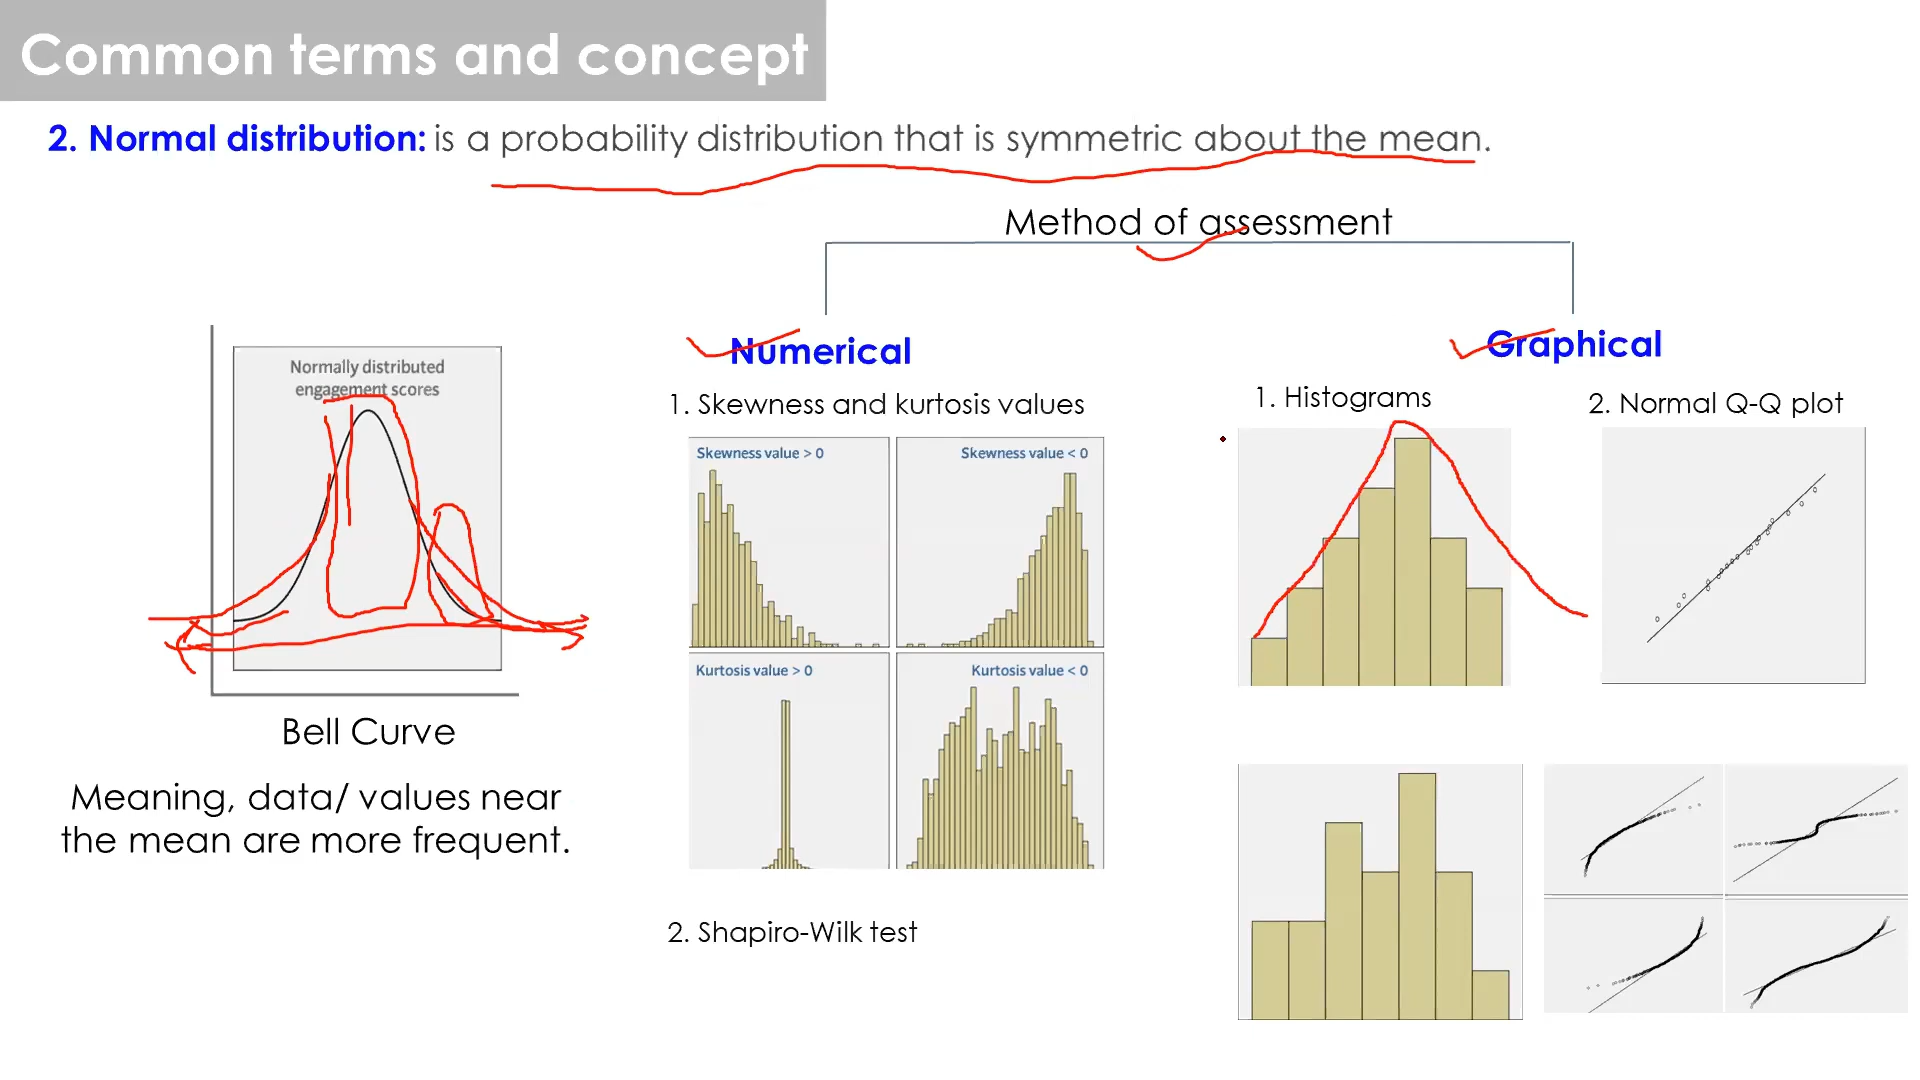 Common terms and concept
2. Normal distribution: is a probability distribution that is symmetric about the mean.
Method of assessment
Normally distributed
engagement scores
Bell Curve
Meaning, data/ values near
the mean are more frequent.
Numerical
1. Skewness and kurtosis values
Skewness value > 0
Skewness value < 0
Kurtosis value > 0
Kurtosis value < 0
2. Shapiro-Wilk test
Graphical
1. Histograms
2. Normal Q-Q plot